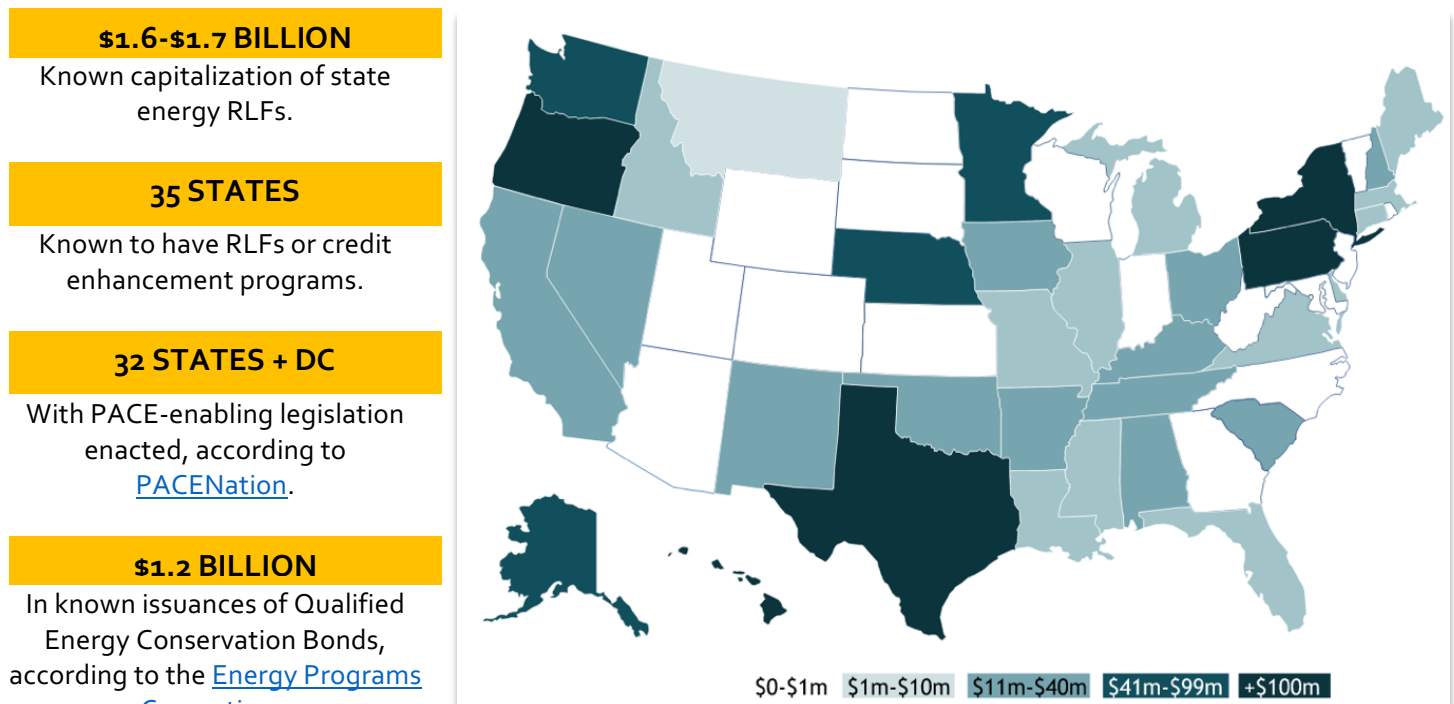 $1.6-$1.7 BILLION
Known capitalization of state
energy RLFs.
35 STATES
Known to have RLFs or credit
enhancement programs.
32 STATES + DC
With PACE-enabling legislation
enacted, according to
PACENation.
$1.2 BILLION
In known issuances of Qualified
Energy Conservation Bonds,
according to the Energy Programs
$0-$1m $1m-$10m $11m-$40m $41m-$99m +$100m